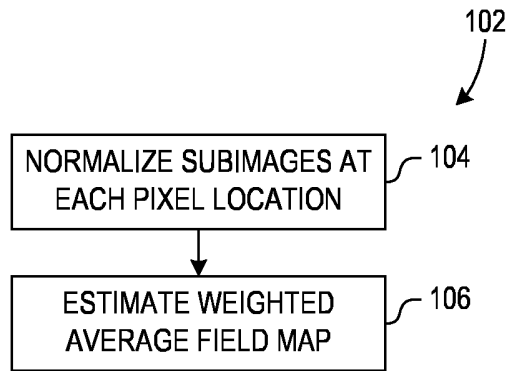 102
NORMALIZE SUBIMAGES AT
EACH PIXEL LOCATION
104
ESTIMATE WEIGHTED
AVERAGE FIELD MAP
106